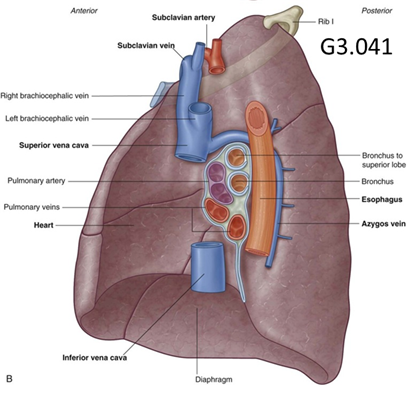 Anterior
Posterior
Subclavian artery
Rib I
G3.041
Subclavian vein
Right brachiocephalic vein
Left brachiocephalic vein
Superior vena cava
Bronchus to
superior lobe
Pulmonary artery
Bronchus
Esophagus
Pulmonary veins
Heart
Azygos vein
Inferior vena cava
B
Diaphragm